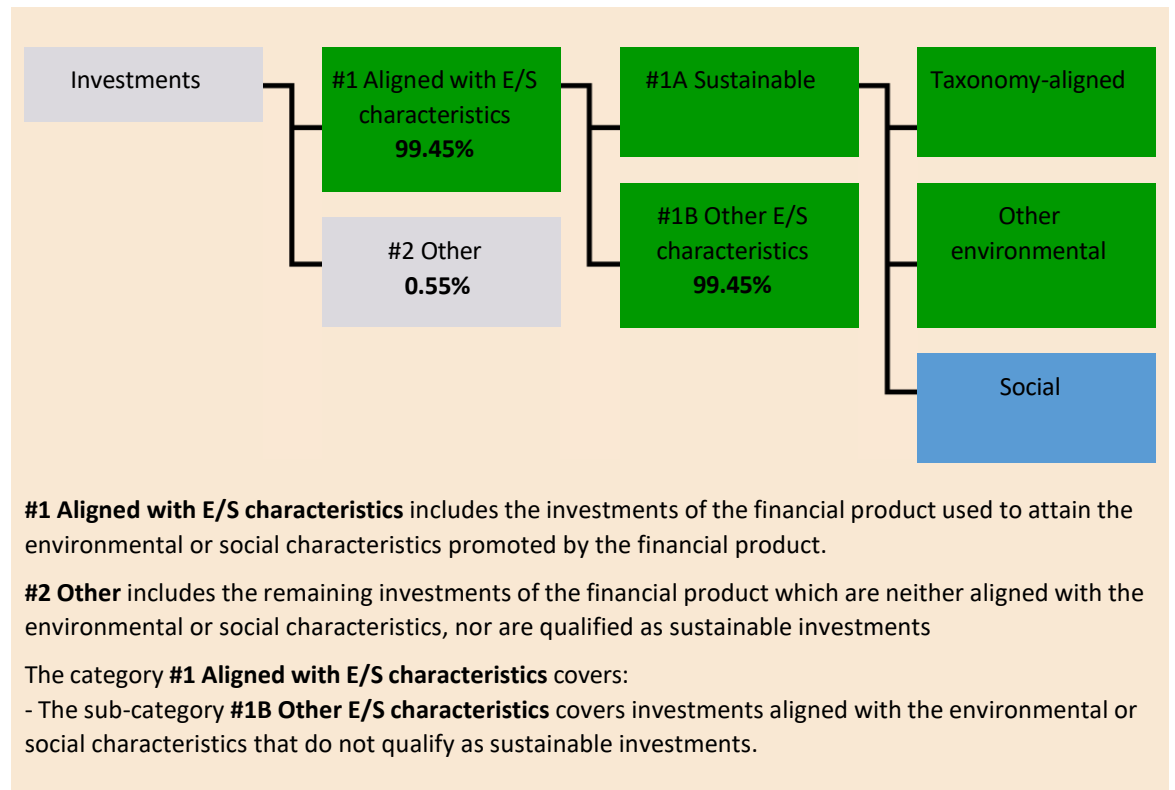 Investments
#1 Aligned with E/S
characteristics
99.45%
#2 Other
0.55%
#1A Sustainable
#1B Other E/S
characteristics
99.45%
Taxonomy-aligned
Other
environmental
Social
#1 Aligned with E/S characteristics includes the investments of the financial product used to attain the
environmental or social characteristics promoted by the financial product.
#2 Other includes the remaining investments of the financial product which are neither aligned with the
environmental or social characteristics, nor are qualified as sustainable investments
The category #1 Aligned with E/S characteristics covers:
- The sub-category #1B Other E/S characteristics covers investments aligned with the environmental or
social characteristics that do not qualify as sustainable investments.